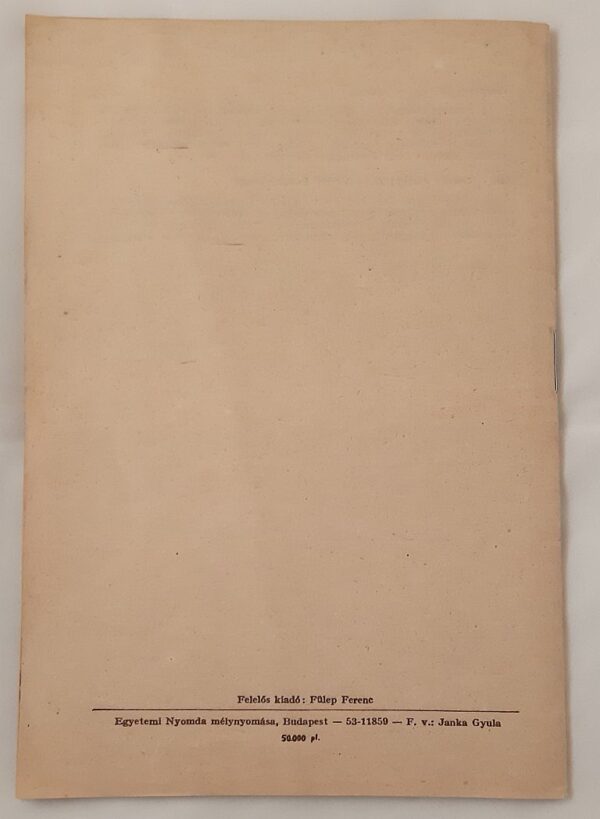 Felelős kiadó: Fülep Ferenc
Egyetemi Nyomda mélynyomása, Budapest — 53-11859 — F. v.: Janka Gyula
50.000 pl.